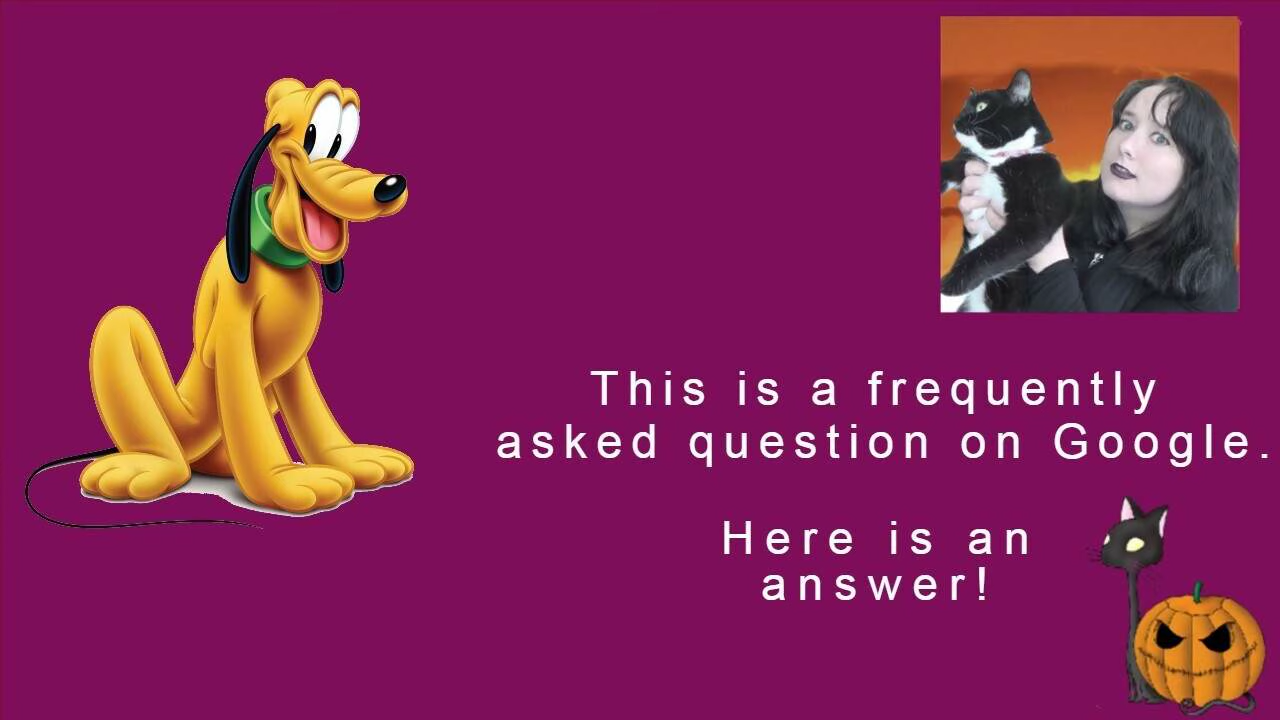 This is a frequently
asked question on Google.
Here is an
answer!